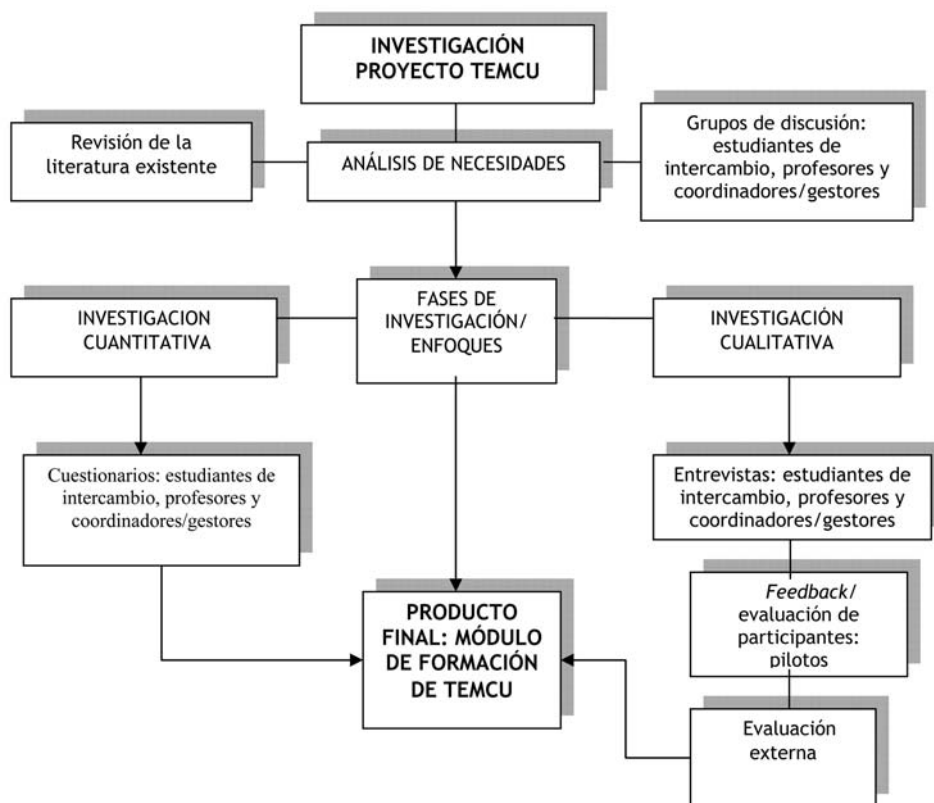 INVESTIGACIÓN
PROYECTO TEMCU
Revisión de la
literatura existente
ANÁLISIS DE NECESIDADES
Grupos de discusión:
estudiantes de
intercambio, profesores y
coordinadores/gestores
INVESTIGACION
CUANTITATIVA
FASES DE
INVESTIGACIÓN/
ENFOQUES
INVESTIGACIÓN
CUALITATIVA
Cuestionarios: estudiantes de
intercambio, profesores y
coordinadores/gestores
Entrevistas: estudiantes de
intercambio, profesores y
coordinadores/gestores
Feedback/
evaluación de
participantes:
pilotos
PRODUCTO
FINAL: MÓDULO
DE FORMACIÓN
DE TEMCU
Evaluación
externa